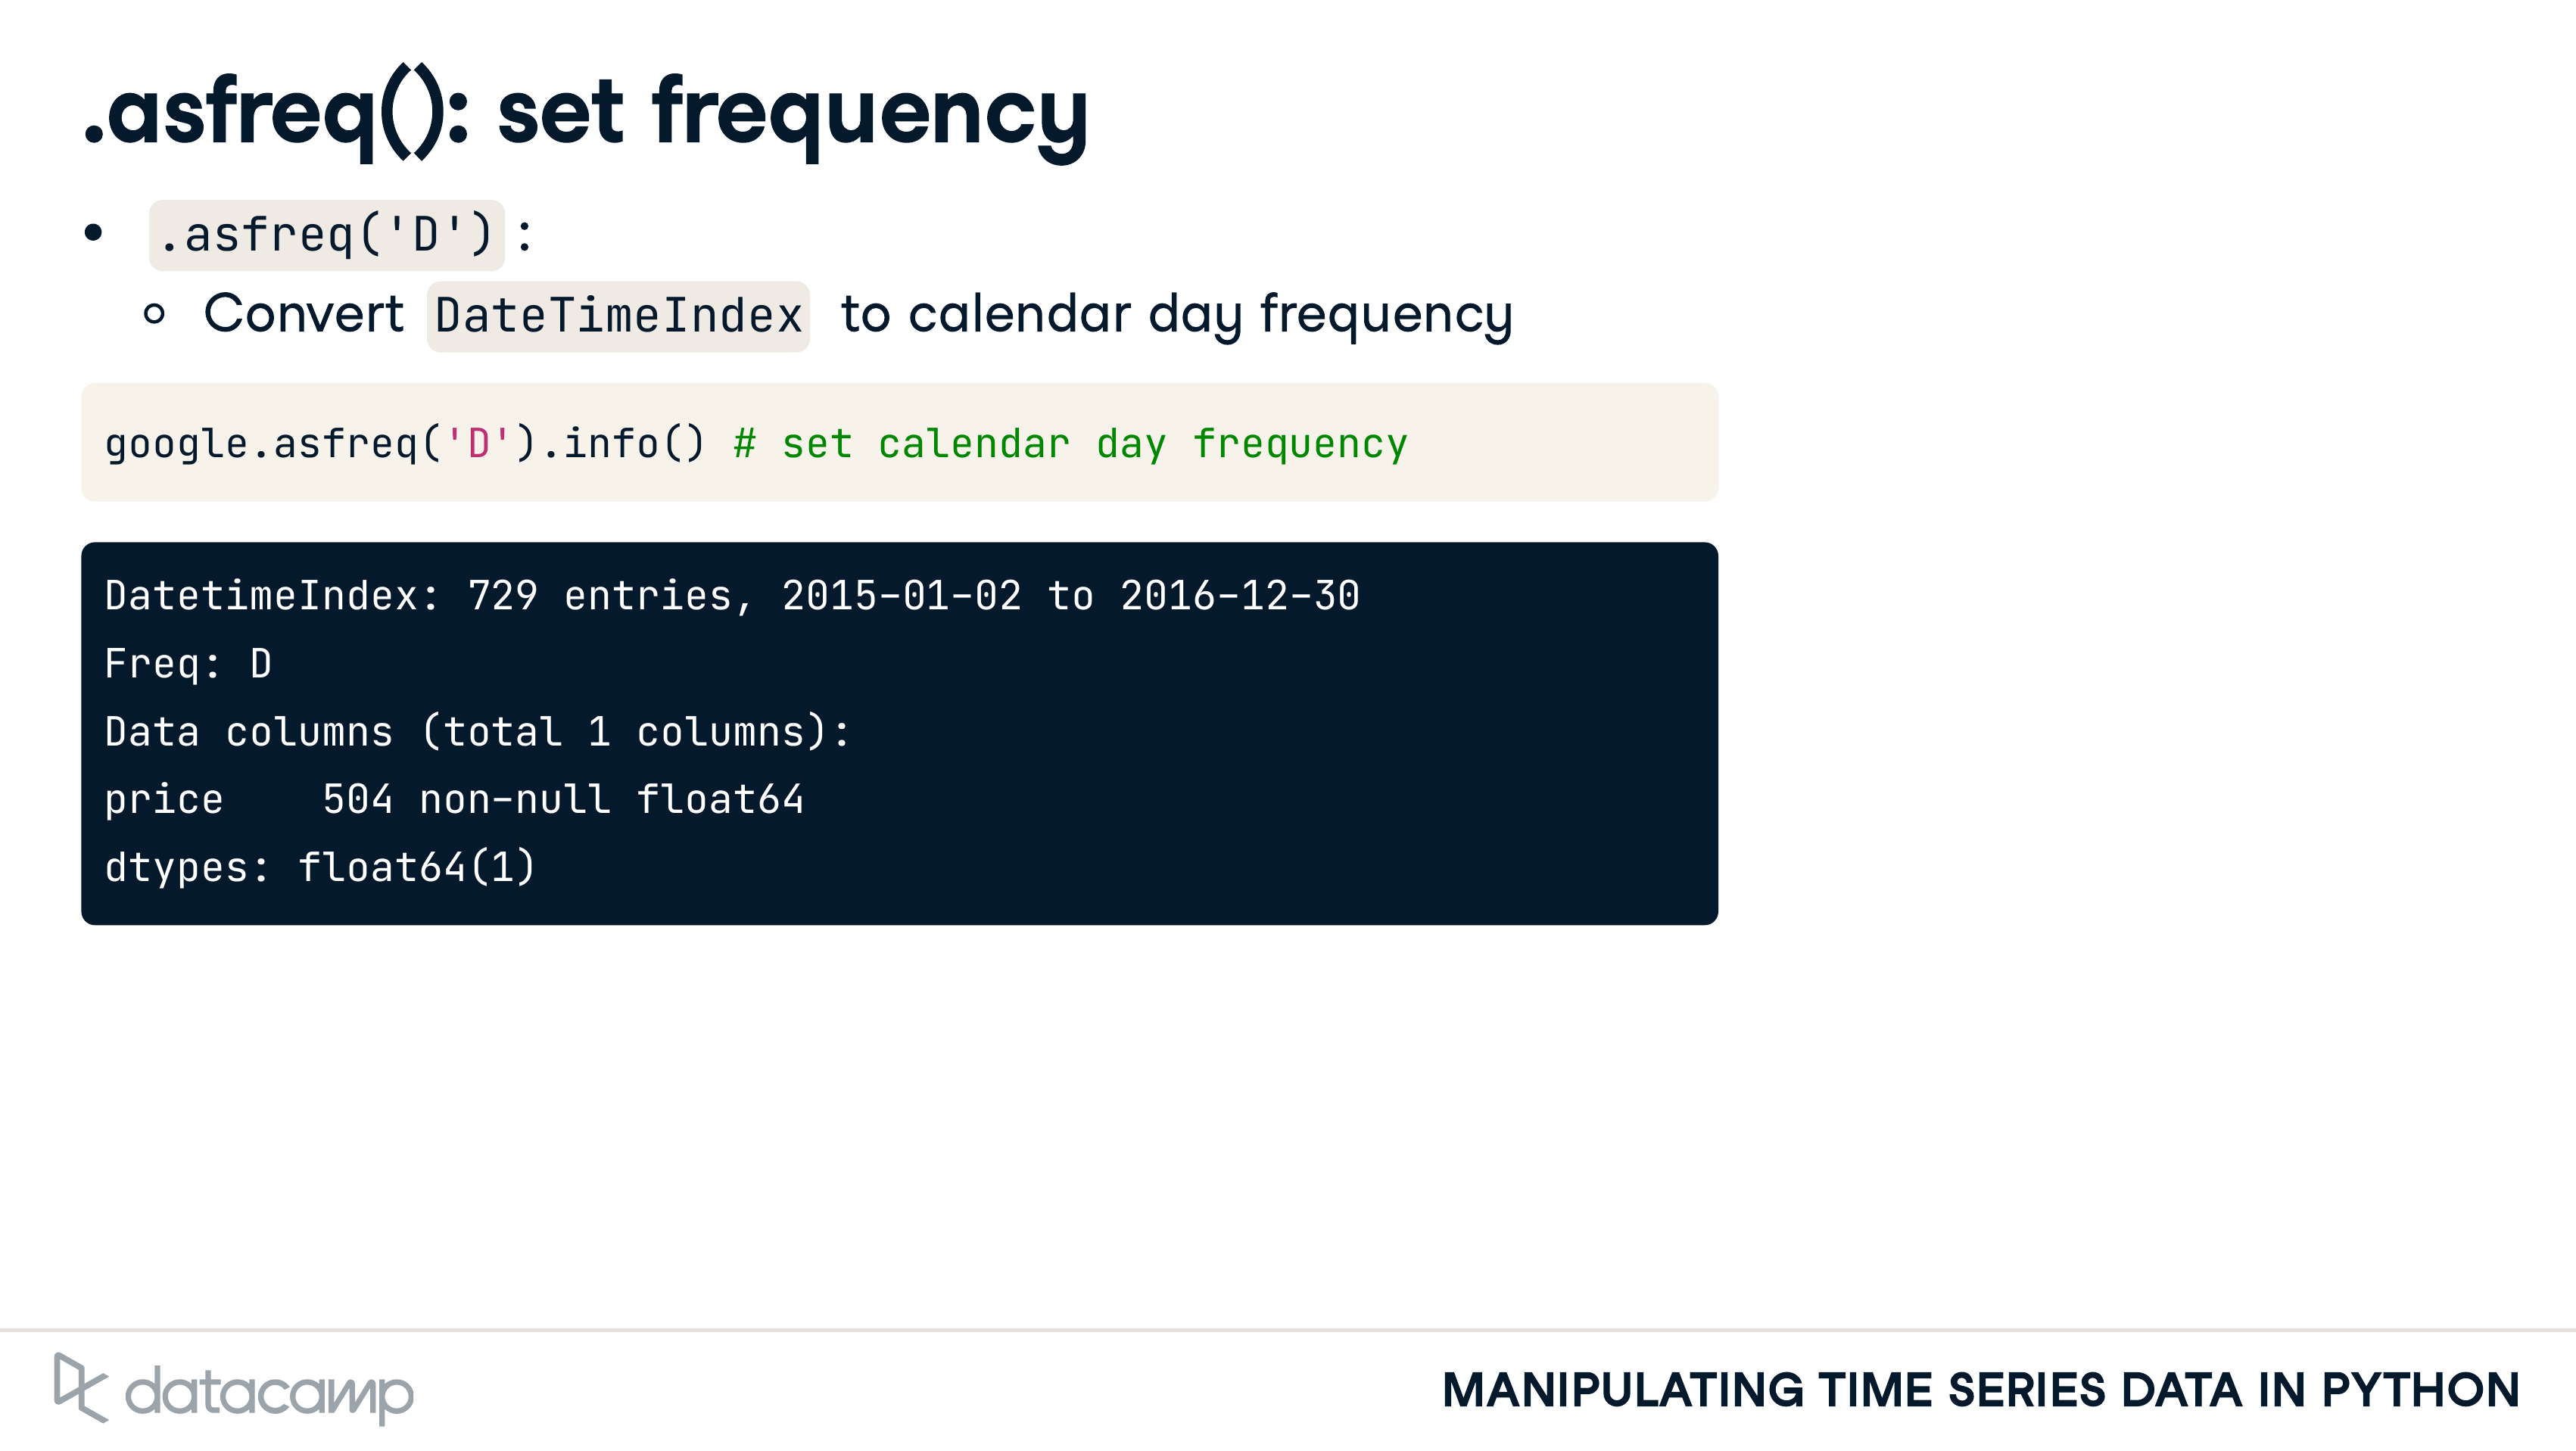 .asfreq(): set frequency
• .asfreq('D') :
○ Convert DateTimeIndex to calendar day frequency
google.asfreq('D').info() # set calendar day frequency
DatetimeIndex: 729 entries, 2015-01-02 to 2016-12-30
Freq: D
Data columns (total 1 columns):
price    504 non-null float64
dtypes: float64(1)
datacamp
MANIPULATING TIME SERIES DATA IN PYTHON